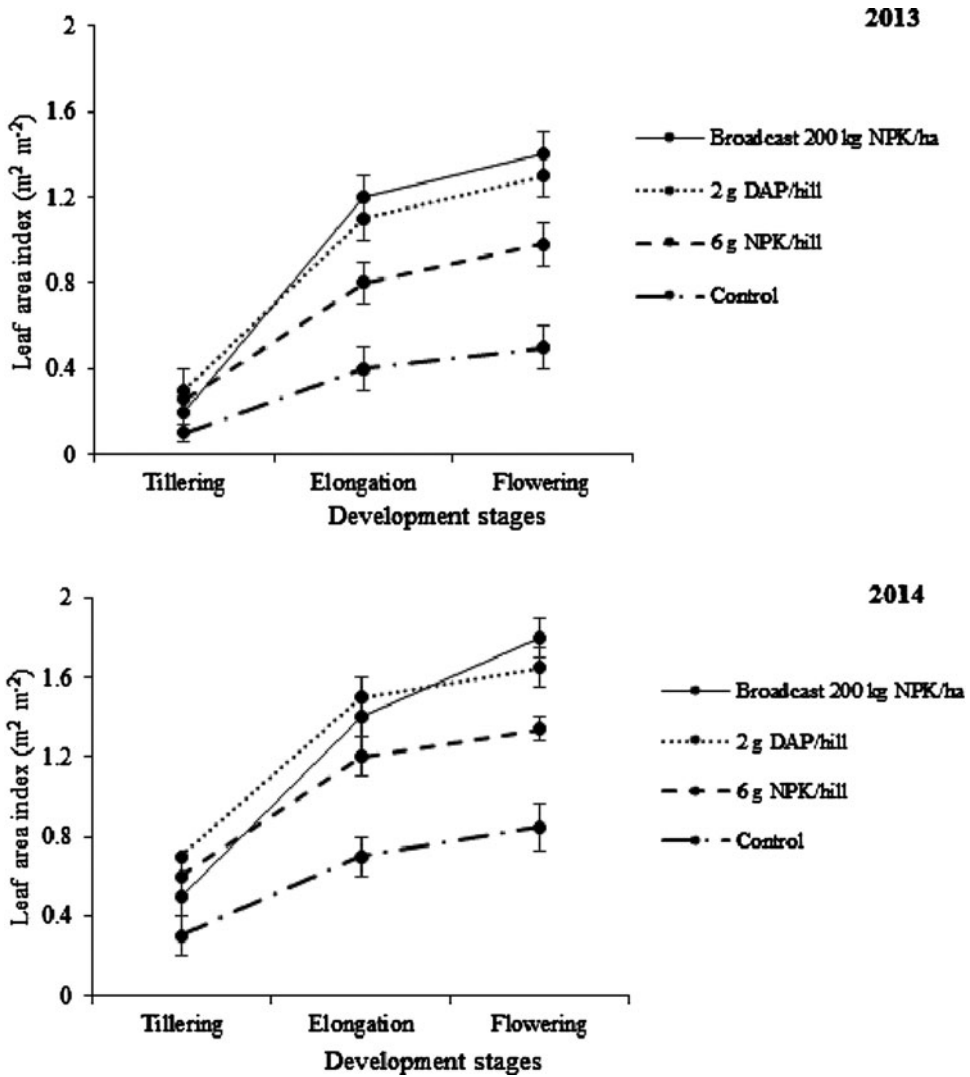 2013
2
1.6
1.2
0.8
0.4
0
Leaf area index (m² m⁻²)
Tillering Elongation Flowering
Development stages
Broadcast 200 kg NPK/ha
2 g DAP/hill
6 g NPK/hill
Control
2014
2
1.6
1.2
0.8
0.4
0
Leaf area index (m² m⁻²)
Tillering Elongation Flowering
Development stages
Broadcast 200 kg NPK/ha
2 g DAP/hill
6 g NPK/hill
Control